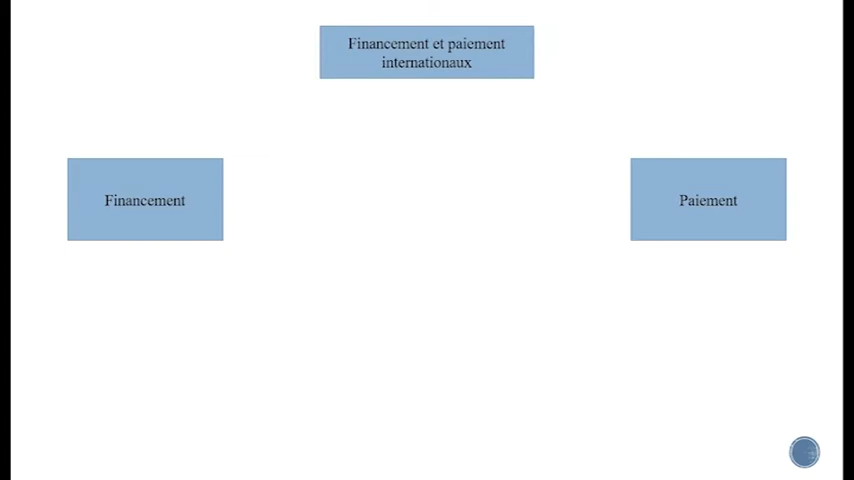 Financement et paiement
internationaux
Financement
Paiement